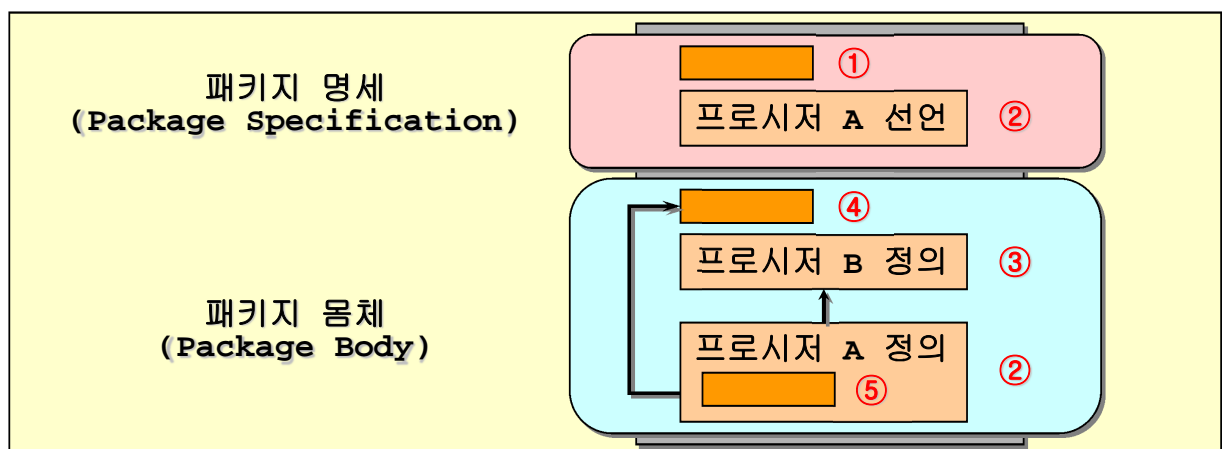 패키지 명세
(Package Specification)
①
프로시저 A 선언 ②
④
프로시저 B 정의 ③
패키지 몸체
(Package Body)
프로시저 A 정의 ②
⑤